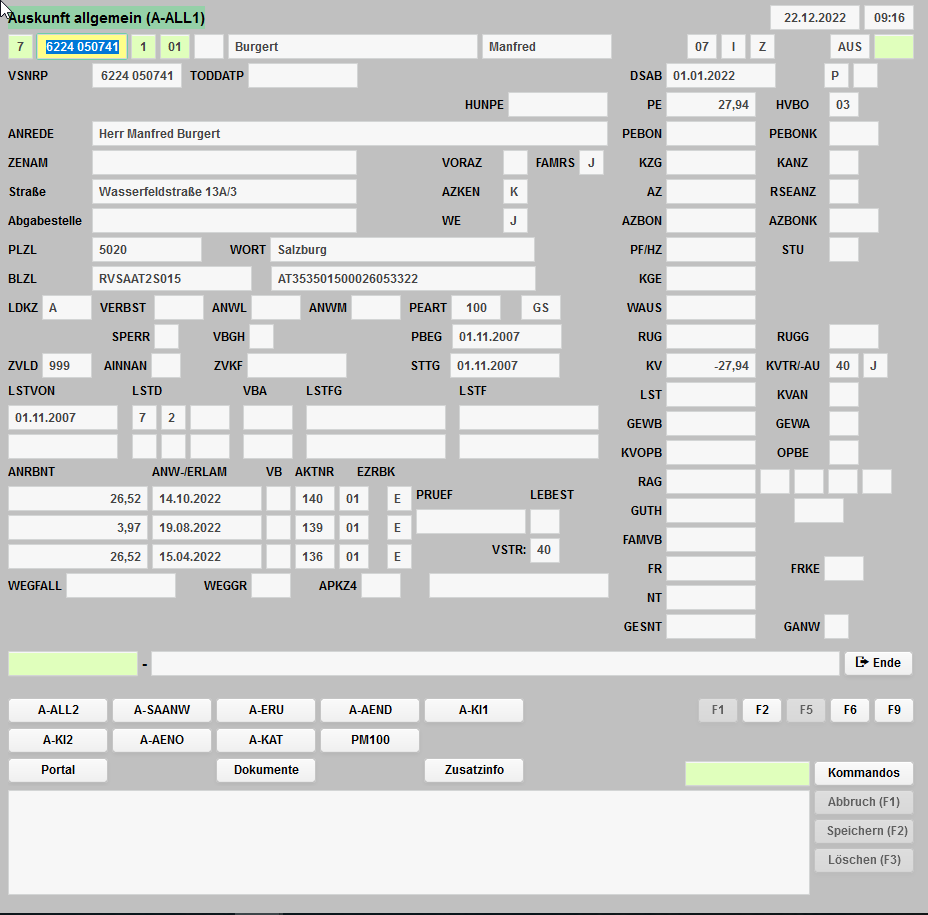 Auskunft allgemein (A-ALL1) 22.12.2022 09:16
7 6224 050741 1 01 Burgert Manfred 07 I Z AUS
VSNRP 6224 050741 TODDATP DSAB 01.01.2022 P
HUNPE PE 27,94 HVBO 03
ANREDE Herr Manfred Burgert PEBON PEBONK
ZENAM VORAZ FAMRS J KZG KANZ
Straße Wasserfeldstraße 13A/3 AZKEN K AZ RSEANZ
Abgabestelle WE J AZBON AZBONK
PLZL 5020 WORT Salzburg PF/HZ STU
BLZL RVSAAT2S015 AT353501500026053322 KGE
LDKZ A VERBST ANWL ANWM PEART 100 GS WAUS
SPERR VBGH PBEG 01.11.2007 RUG RUGG
ZVLD 999 AINNAN ZVKF STTG 01.11.2007 KV -27,94 KVTR/-AU 40 J
LSTVON LSTD VBA LSTFG LSTF LST KVAN
01.11.2007 7 2 GEWB GEWA
KVOPB OPBE
ANRBNT ANW-/ERLAM VB AKTNR EZRBK RAG
26,52 14.10.2022 140 01 E PRUEF LEBEST
GUTH
3,97 19.08.2022 139 01 E FAMVB
26,52 15.04.2022 136 01 E VSTR: 40
FR FRKE
WEGFALL WEGGR APKZ4 NT
GESNT GANW
- Ende
A-ALL2 A-SAANW A-ERU A-AEND A-KI1 F1 F2 F5 F6 F9
A-KI2 A-AENO A-KAT PM100
Portal Dokumente Zusatzinfo Kommandos
Abbruch (F1)
Speichern (F2)
Löschen (F3)